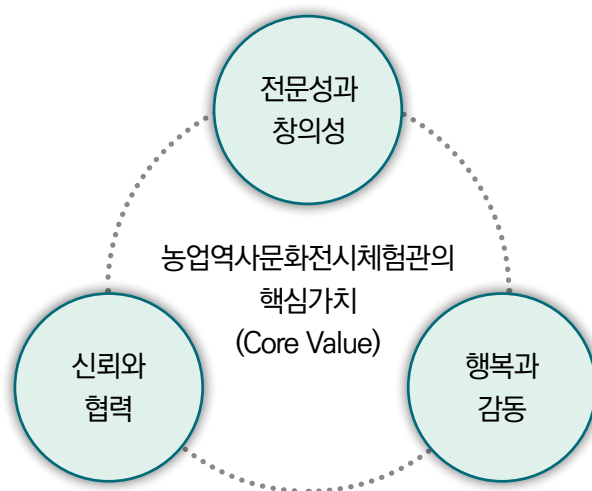 전문성과
창의성
농업역사문화전시체험관의
핵심가치
(Core Value)
신뢰와
협력
행복과
감동